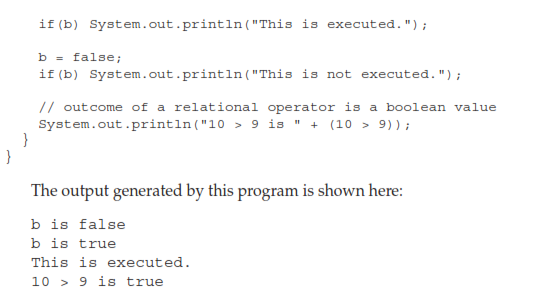 if(b) System.out.println("This is executed.");
b = false;
if(b) System.out.println("This is not executed.");
// outcome of a relational operator is a boolean value
System.out.println("10 > 9 is " + (10 > 9));
}
}
The output generated by this program is shown here:
b is false
b is true
This is executed.
10 > 9 is true